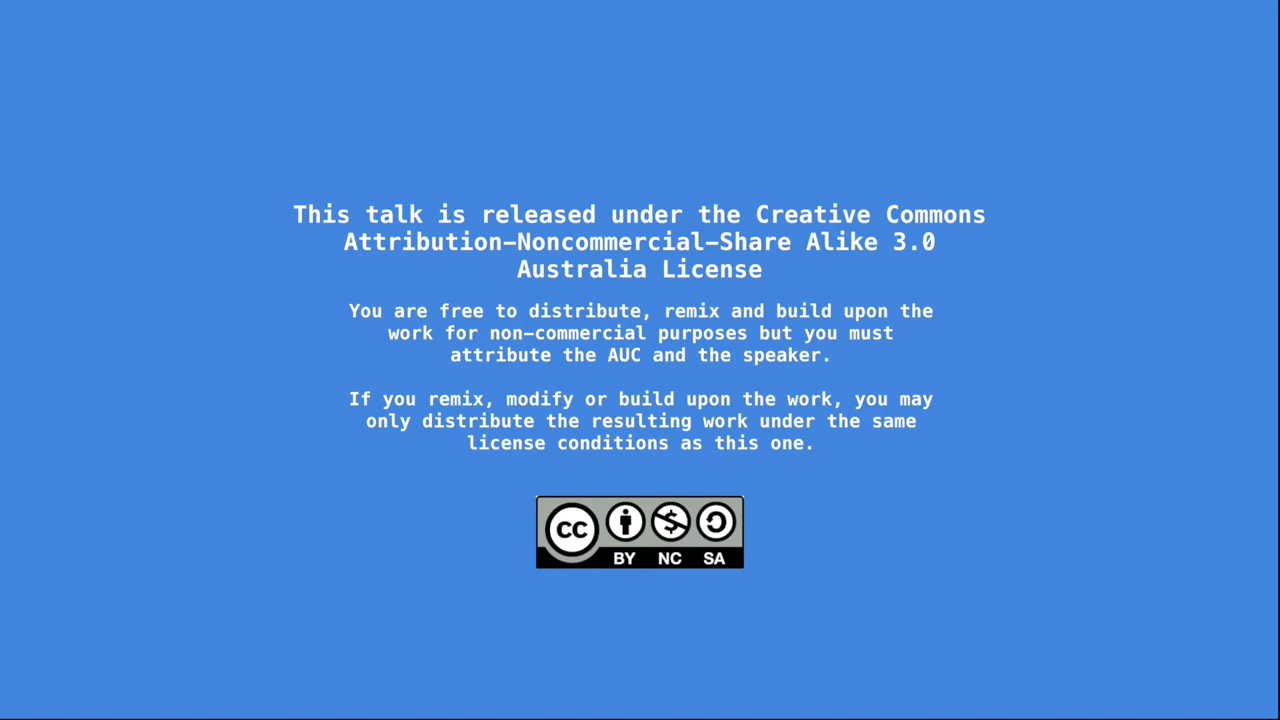 This talk is released under the Creative Commons
Attribution-Noncommercial-Share Alike 3.0
Australia License
You are free to distribute, remix and build upon the
work for non-commercial purposes but you must
attribute the AUC and the speaker.
If you remix, modify or build upon the work, you may
only distribute the resulting work under the same
license conditions as this one.
CC
BY NC SA